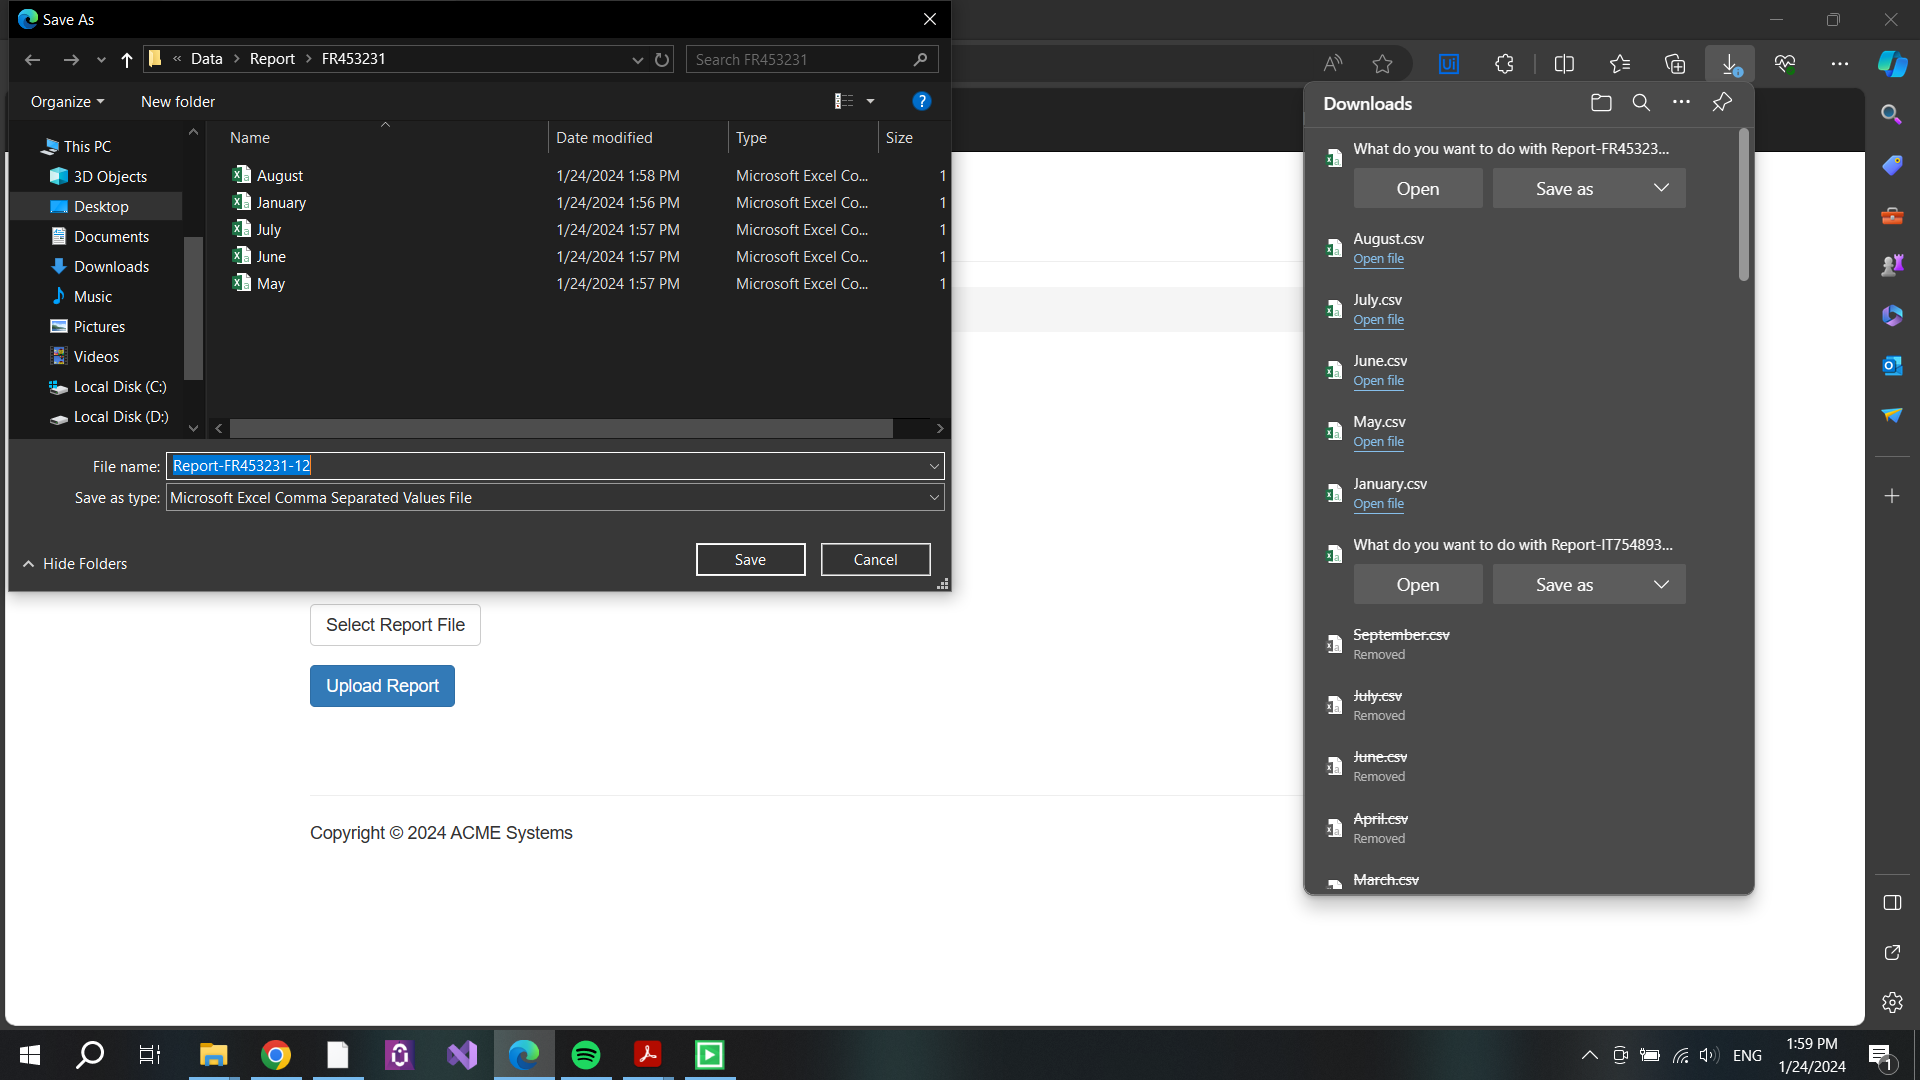 Save As
« Data > Report > FR453231
Search FR453231
Organize
New folder
Name
Date modified
Type
Size
This PC
3D Objects
Desktop
Documents
Downloads
Music
Pictures
Videos
Local Disk (C:)
Local Disk (D:)
August 1/24/2024 1:58 PM Microsoft Excel Co... 1
January 1/24/2024 1:56 PM Microsoft Excel Co... 1
July 1/24/2024 1:57 PM Microsoft Excel Co... 1
June 1/24/2024 1:57 PM Microsoft Excel Co... 1
May 1/24/2024 1:57 PM Microsoft Excel Co... 1
File name: Report-FR453231-12
Save as type: Microsoft Excel Comma Separated Values File
Hide Folders
Save
Cancel
Select Report File
Upload Report
Copyright © 2024 ACME Systems
Downloads
What do you want to do with Report-FR45323...
Open
Save as
August.csv
Open file
July.csv
Open file
June.csv
Open file
May.csv
Open file
January.csv
Open file
What do you want to do with Report-IT754893...
Open
Save as
September.csv
Removed
July.csv
Removed
June.csv
Removed
April.csv
Removed
March.csv
Ui
ENG
1:59 PM
1/24/2024
1